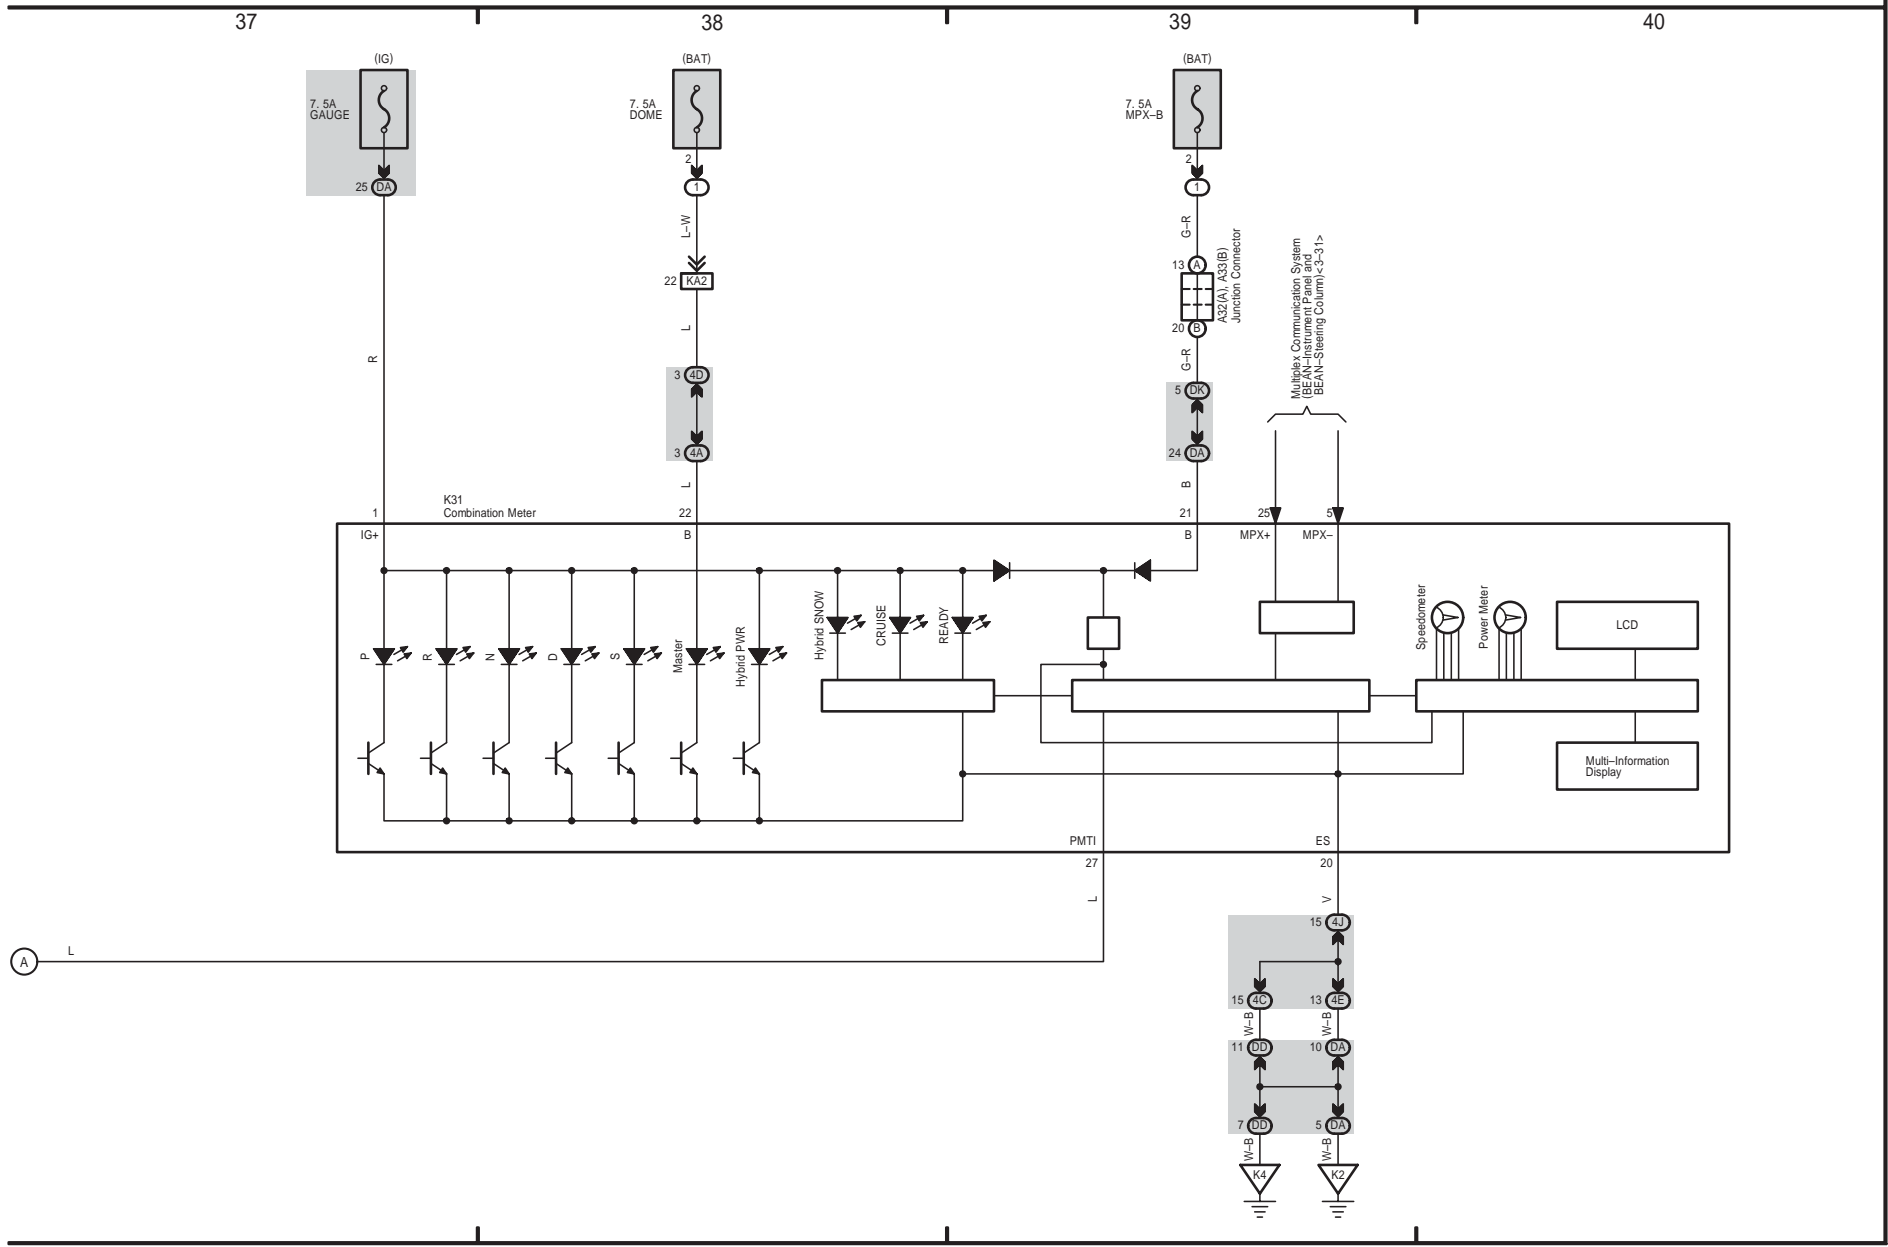 37
38
39
40
(IG)
(BAT)
(BAT)
7. 5A
GAUGE
7. 5A
DOME
7. 5A
MPX–B
2
2
25 DA
1
1
L–W
G–R
22 KA2
13 A
A32(A), A33(B)
Junction Connector
20 B
Multiplex Communication System
(BEAN–Instrument Panel and
BEAN–Steering Column)<3–31>
R
L
G–R
3 4D
5 DK
3 4A
24 DA
L
B
K31
Combination Meter
1
22
21
25
5
IG+
B
B
MPX+
MPX–
P
R
N
D
S
Master
Hybrid PWR
Hybrid SNOW
CRUISE
READY
Speedometer
Power Meter
LCD
Multi–Information
Display
PMTI
ES
27
20
L
V
A
L
15 4J
15 4C
13 4E
W–B
W–B
11 DD
10 DA
7 DD
5 DA
W–B
W–B
K4
K2